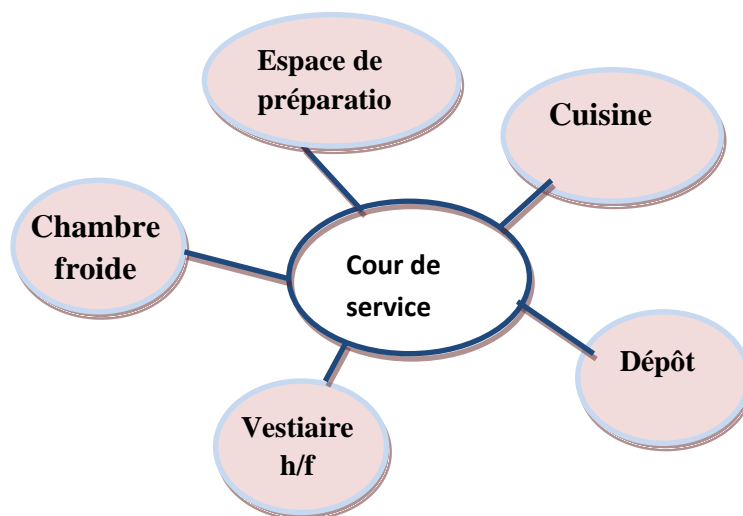 Espace de
préparatio
Cuisine
Chambre
froide
Cour de
service
Dépôt
Vestiaire
h/f